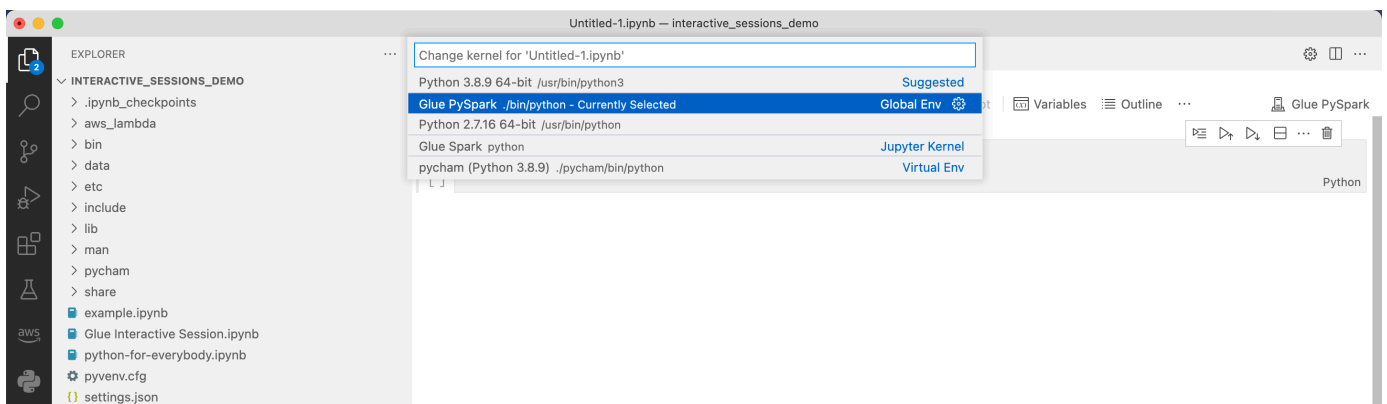 Untitled-1.ipynb — interactive_sessions_demo
EXPLORER
INTERACTIVE_SESSIONS_DEMO
.ipynb_checkpoints
aws_lambda
bin
data
etc
include
lib
man
pycham
share
example.ipynb
Glue Interactive Session.ipynb
python-for-everybody.ipynb
pyvenv.cfg
{} settings.json
2
aws
Change kernel for 'Untitled-1.ipynb'
Python 3.8.9 64-bit /usr/bin/python3 Suggested
Glue PySpark ./bin/python - Currently Selected Global Env
Python 2.7.16 64-bit /usr/bin/python
Glue Spark python Jupyter Kernel
pycham (Python 3.8.9) ./pycham/bin/python Virtual Env
Variables Outline ··· Glue PySpark
[ ]
Python